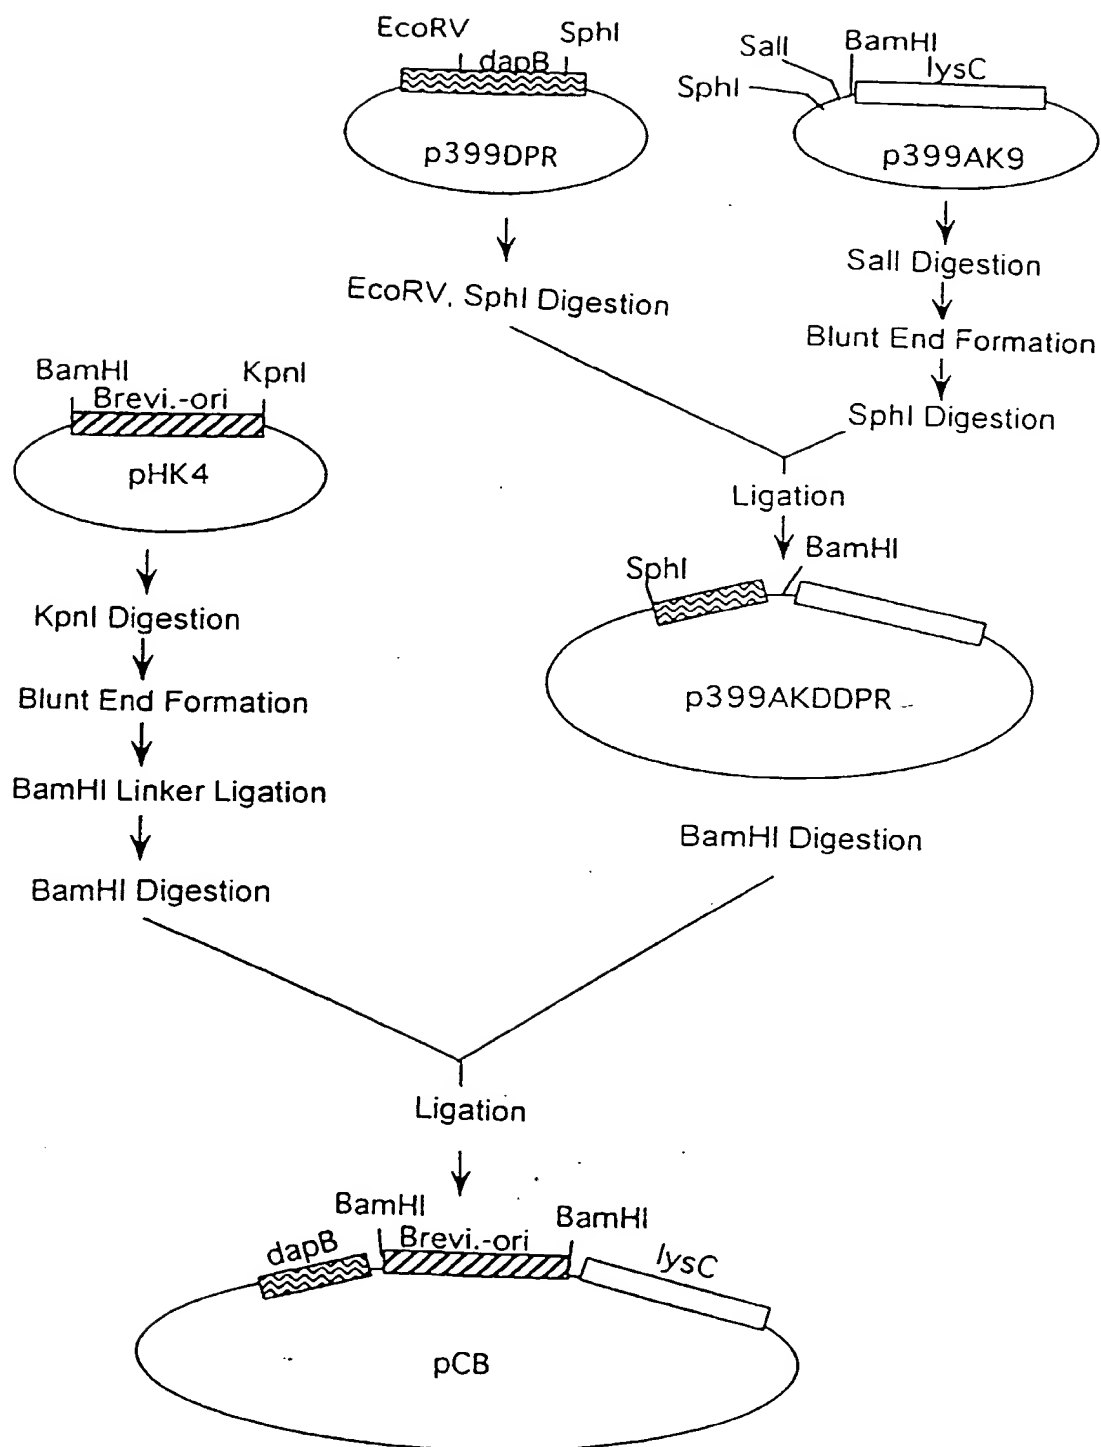 EcoRV
SphI
dapB
p399DPR
EcoRV, SphI Digestion
SalI
BamHI
lysC
SphI
p399AK9
SalI Digestion
Blunt End Formation
SphI Digestion
BamHI
KpnI
Brevi.-ori
pHK4
KpnI Digestion
Blunt End Formation
BamHI Linker Ligation
BamHI Digestion
Ligation
SphI
BamHI
p399AKDDPR
BamHI Digestion
Ligation
BamHI
BamHI
dapB
Brevi.-ori
lysC
pCB